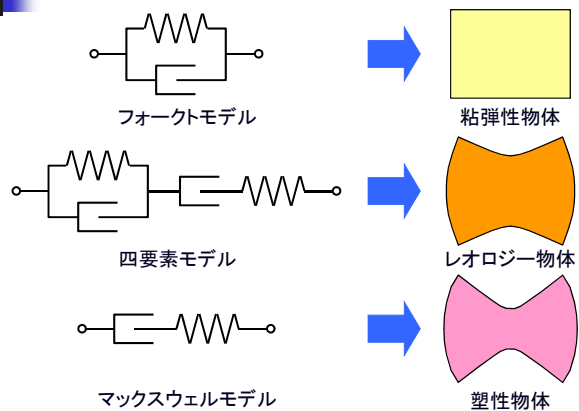 フォークトモデル
粘弾性物体
四要素モデル
レオロジー物体
マックスウェルモデル
塑性物体